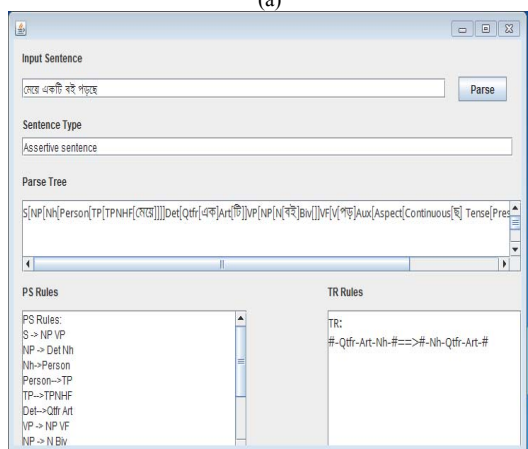 (a)
Input Sentence
মেয়ে একটি বই পড়ছে
Parse
Sentence Type
Assertive sentence
Parse Tree
S[NP[Nh[Person[TP[TPNHF[মেয়ে]]]]Det[Qtfr[এক]Art[টি]]VP[NP[N[বই]Biv[]]VF[V[পড়]Aux[Aspect[Continuous[ছ] Tense[Pres
PS Rules
TR Rules
PS Rules:
S -> NP VP
NP -> Det Nh
Nh->Person
Person-->TP
TP-->TPNHF
Det-->Qtfr Art
VP -> NP VF
NP -> N Biv
TR:
#-Qtfr-Art-Nh-#==>#-Nh-Qtfr-Art-#